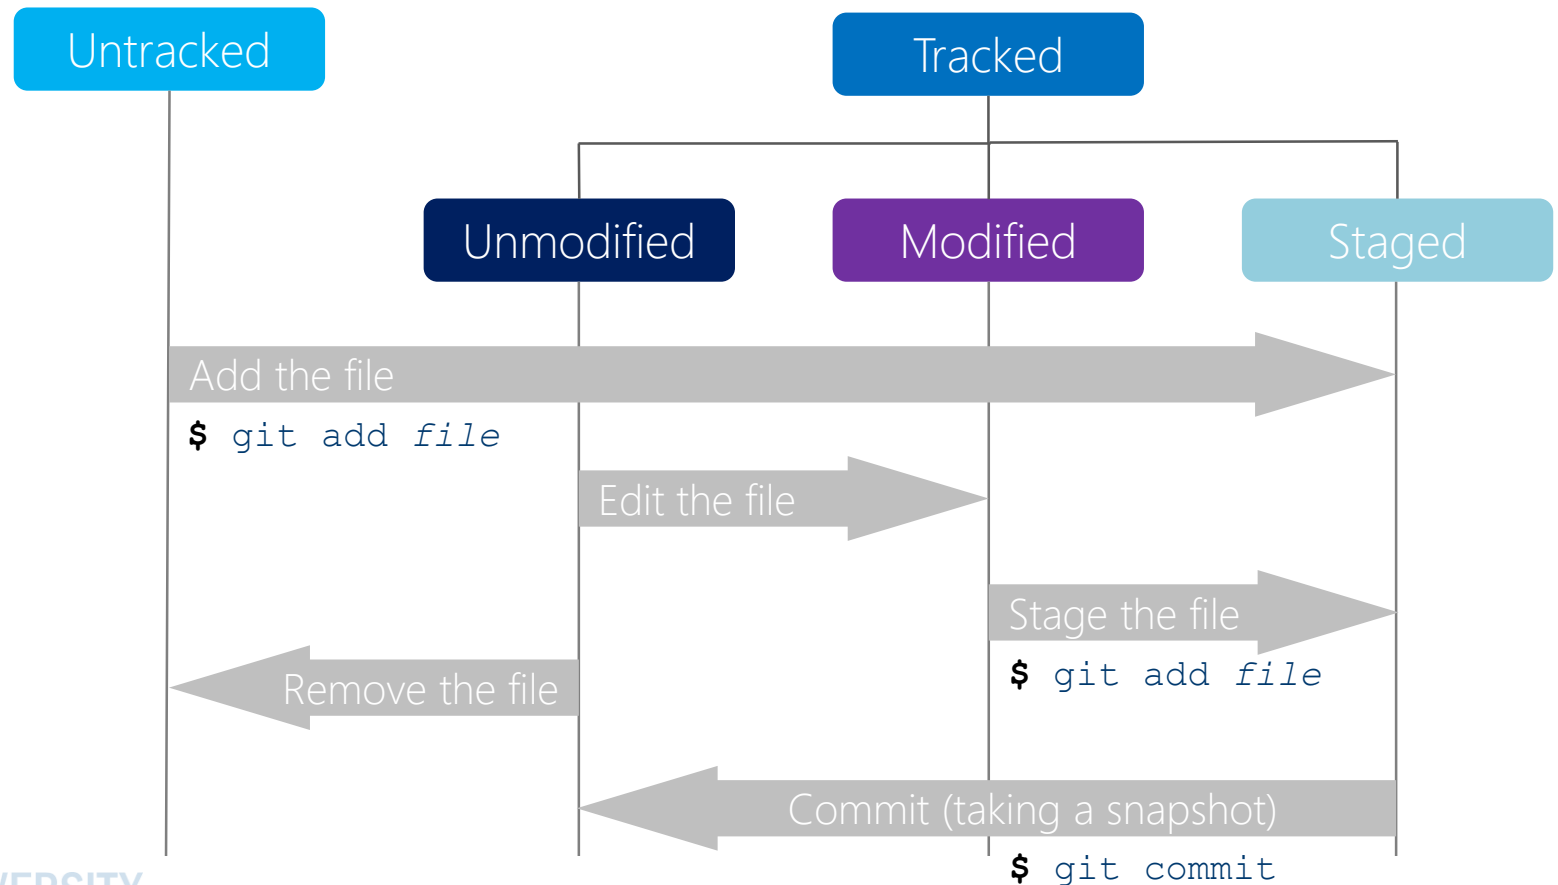 Untracked
Tracked
Unmodified
Modified
Staged
Add the file
$ git add file
Edit the file
Stage the file
$ git add file
Remove the file
Commit (taking a snapshot)
$ git commit